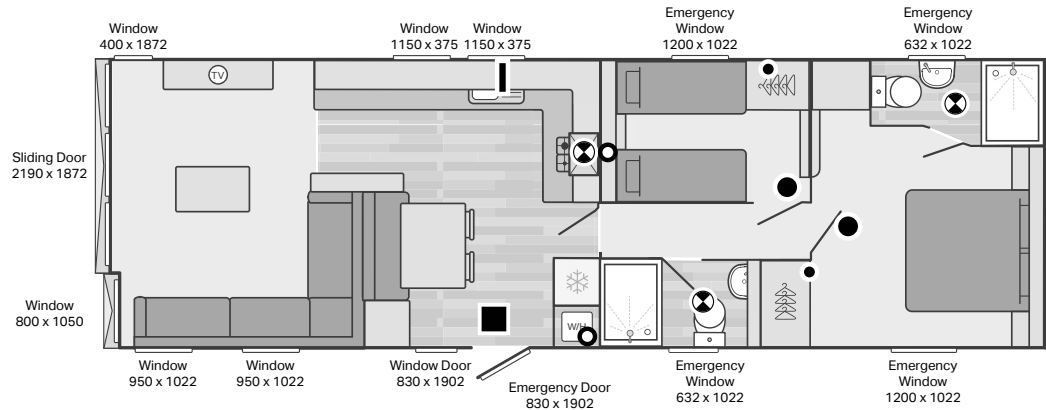 Window
400 x 1872
Window
1150 x 375
Window
1150 x 375
Emergency
Window
1200 x 1022
Emergency
Window
632 x 1022
TV
Sliding Door
2190 x 1872
Window
800 x 1050
W/H
Window
950 x 1022
Window
950 x 1022
Window Door
830 x 1902
Emergency Door
830 x 1902
Emergency
Window
632 x 1022
Emergency
Window
1200 x 1022